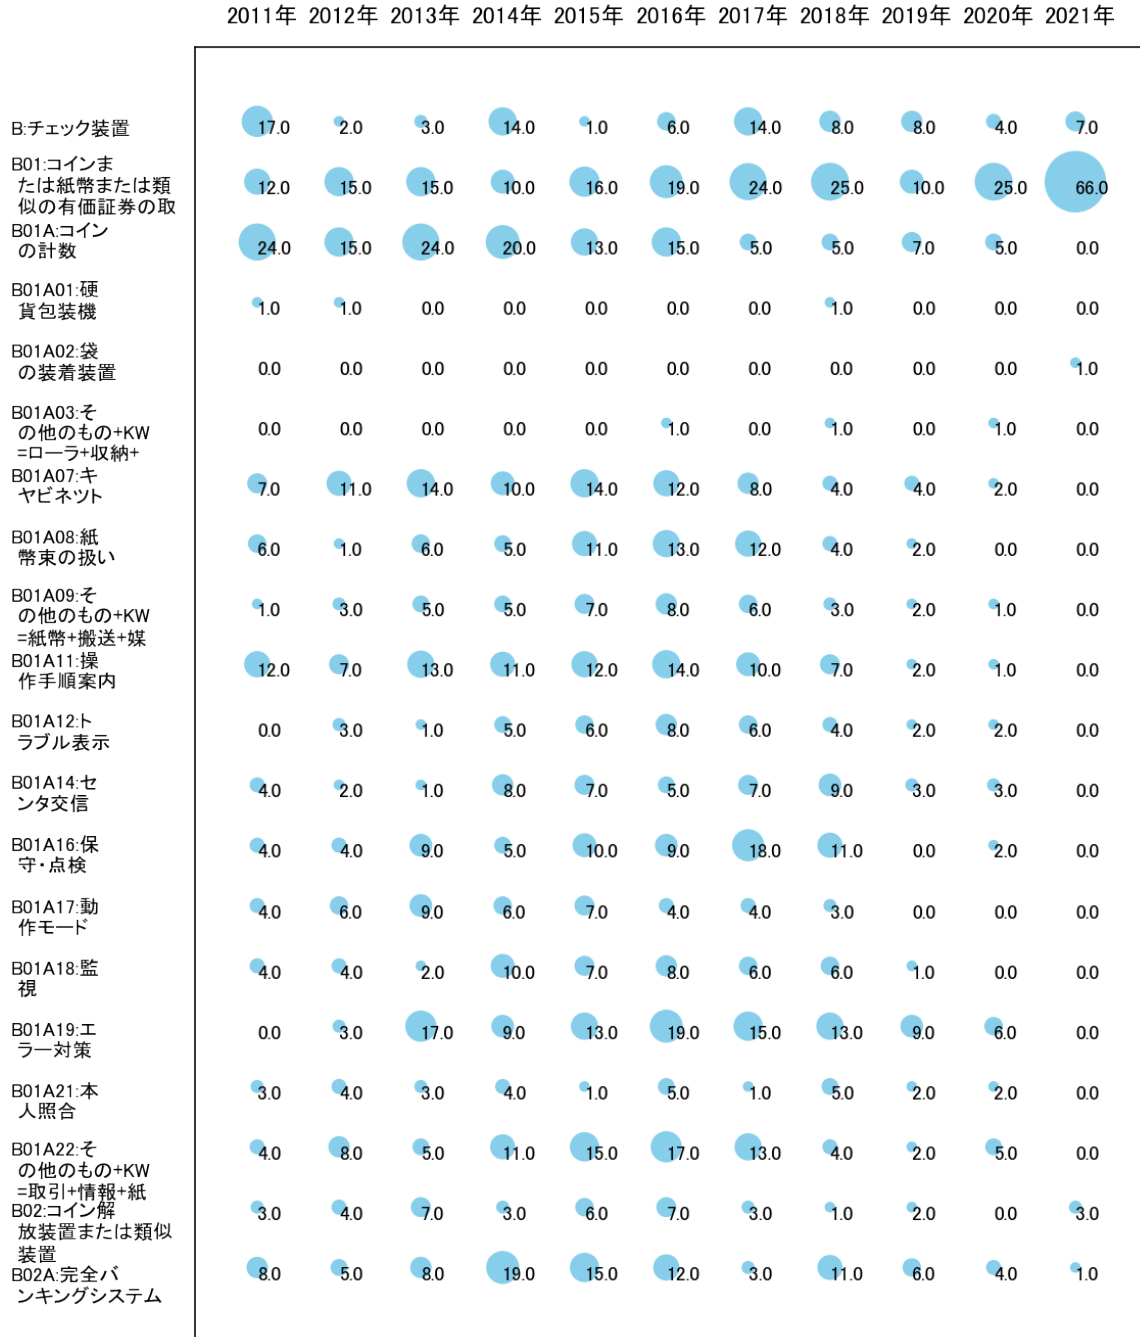 2011年 2012年 2013年 2014年 2015年 2016年 2017年 2018年 2019年 2020年 2021年
B:チェック装置 17.0 2.0 3.0 14.0 1.0 6.0 14.0 8.0 8.0 4.0 7.0
B01:コインま
たは紙幣または類 12.0 15.0 15.0 10.0 16.0 19.0 24.0 25.0 10.0 25.0 66.0
似の有価証券の取
B01A:コイン
の計数 24.0 15.0 24.0 20.0 13.0 15.0 5.0 5.0 7.0 5.0 0.0
B01A01:硬
貨包装機 1.0 1.0 0.0 0.0 0.0 0.0 0.0 1.0 0.0 0.0 0.0
B01A02:袋
の装着装置 0.0 0.0 0.0 0.0 0.0 0.0 0.0 0.0 0.0 0.0 1.0
B01A03:そ
の他のもの+KW 0.0 0.0 0.0 0.0 0.0 1.0 0.0 1.0 0.0 1.0 0.0
=ローラ+収納+
B01A07:キ
ヤビネツト 7.0 11.0 14.0 10.0 14.0 12.0 8.0 4.0 4.0 2.0 0.0
B01A08:紙
幣束の扱い 6.0 1.0 6.0 5.0 11.0 13.0 12.0 4.0 2.0 0.0 0.0
B01A09:そ
の他のもの+KW 1.0 3.0 5.0 5.0 7.0 8.0 6.0 3.0 2.0 1.0 0.0
=紙幣+搬送+媒
B01A11:操
作手順案内 12.0 7.0 13.0 11.0 12.0 14.0 10.0 7.0 2.0 1.0 0.0
B01A12:ト
ラブル表示 0.0 3.0 1.0 5.0 6.0 8.0 6.0 4.0 2.0 2.0 0.0
B01A14:セ
ンタ交信 4.0 2.0 1.0 8.0 7.0 5.0 7.0 9.0 3.0 3.0 0.0
B01A16:保
守・点検 4.0 4.0 9.0 5.0 10.0 9.0 18.0 11.0 0.0 2.0 0.0
B01A17:動
作モード 4.0 6.0 9.0 6.0 7.0 4.0 4.0 3.0 0.0 0.0 0.0
B01A18:監
視 4.0 4.0 2.0 10.0 7.0 8.0 6.0 6.0 1.0 0.0 0.0
B01A19:エ
ラー対策 0.0 3.0 17.0 9.0 13.0 19.0 15.0 13.0 9.0 6.0 0.0
B01A21:本
人照合 3.0 4.0 3.0 4.0 1.0 5.0 1.0 5.0 2.0 2.0 0.0
B01A22:そ
の他のもの+KW 4.0 8.0 5.0 11.0 15.0 17.0 13.0 4.0 2.0 5.0 0.0
=取引+情報+紙
B02:コイン解
放装置または類似 3.0 4.0 7.0 3.0 6.0 7.0 3.0 1.0 2.0 0.0 3.0
装置
B02A:完全バ
ンキングシステム 8.0 5.0 8.0 19.0 15.0 12.0 3.0 11.0 6.0 4.0 1.0